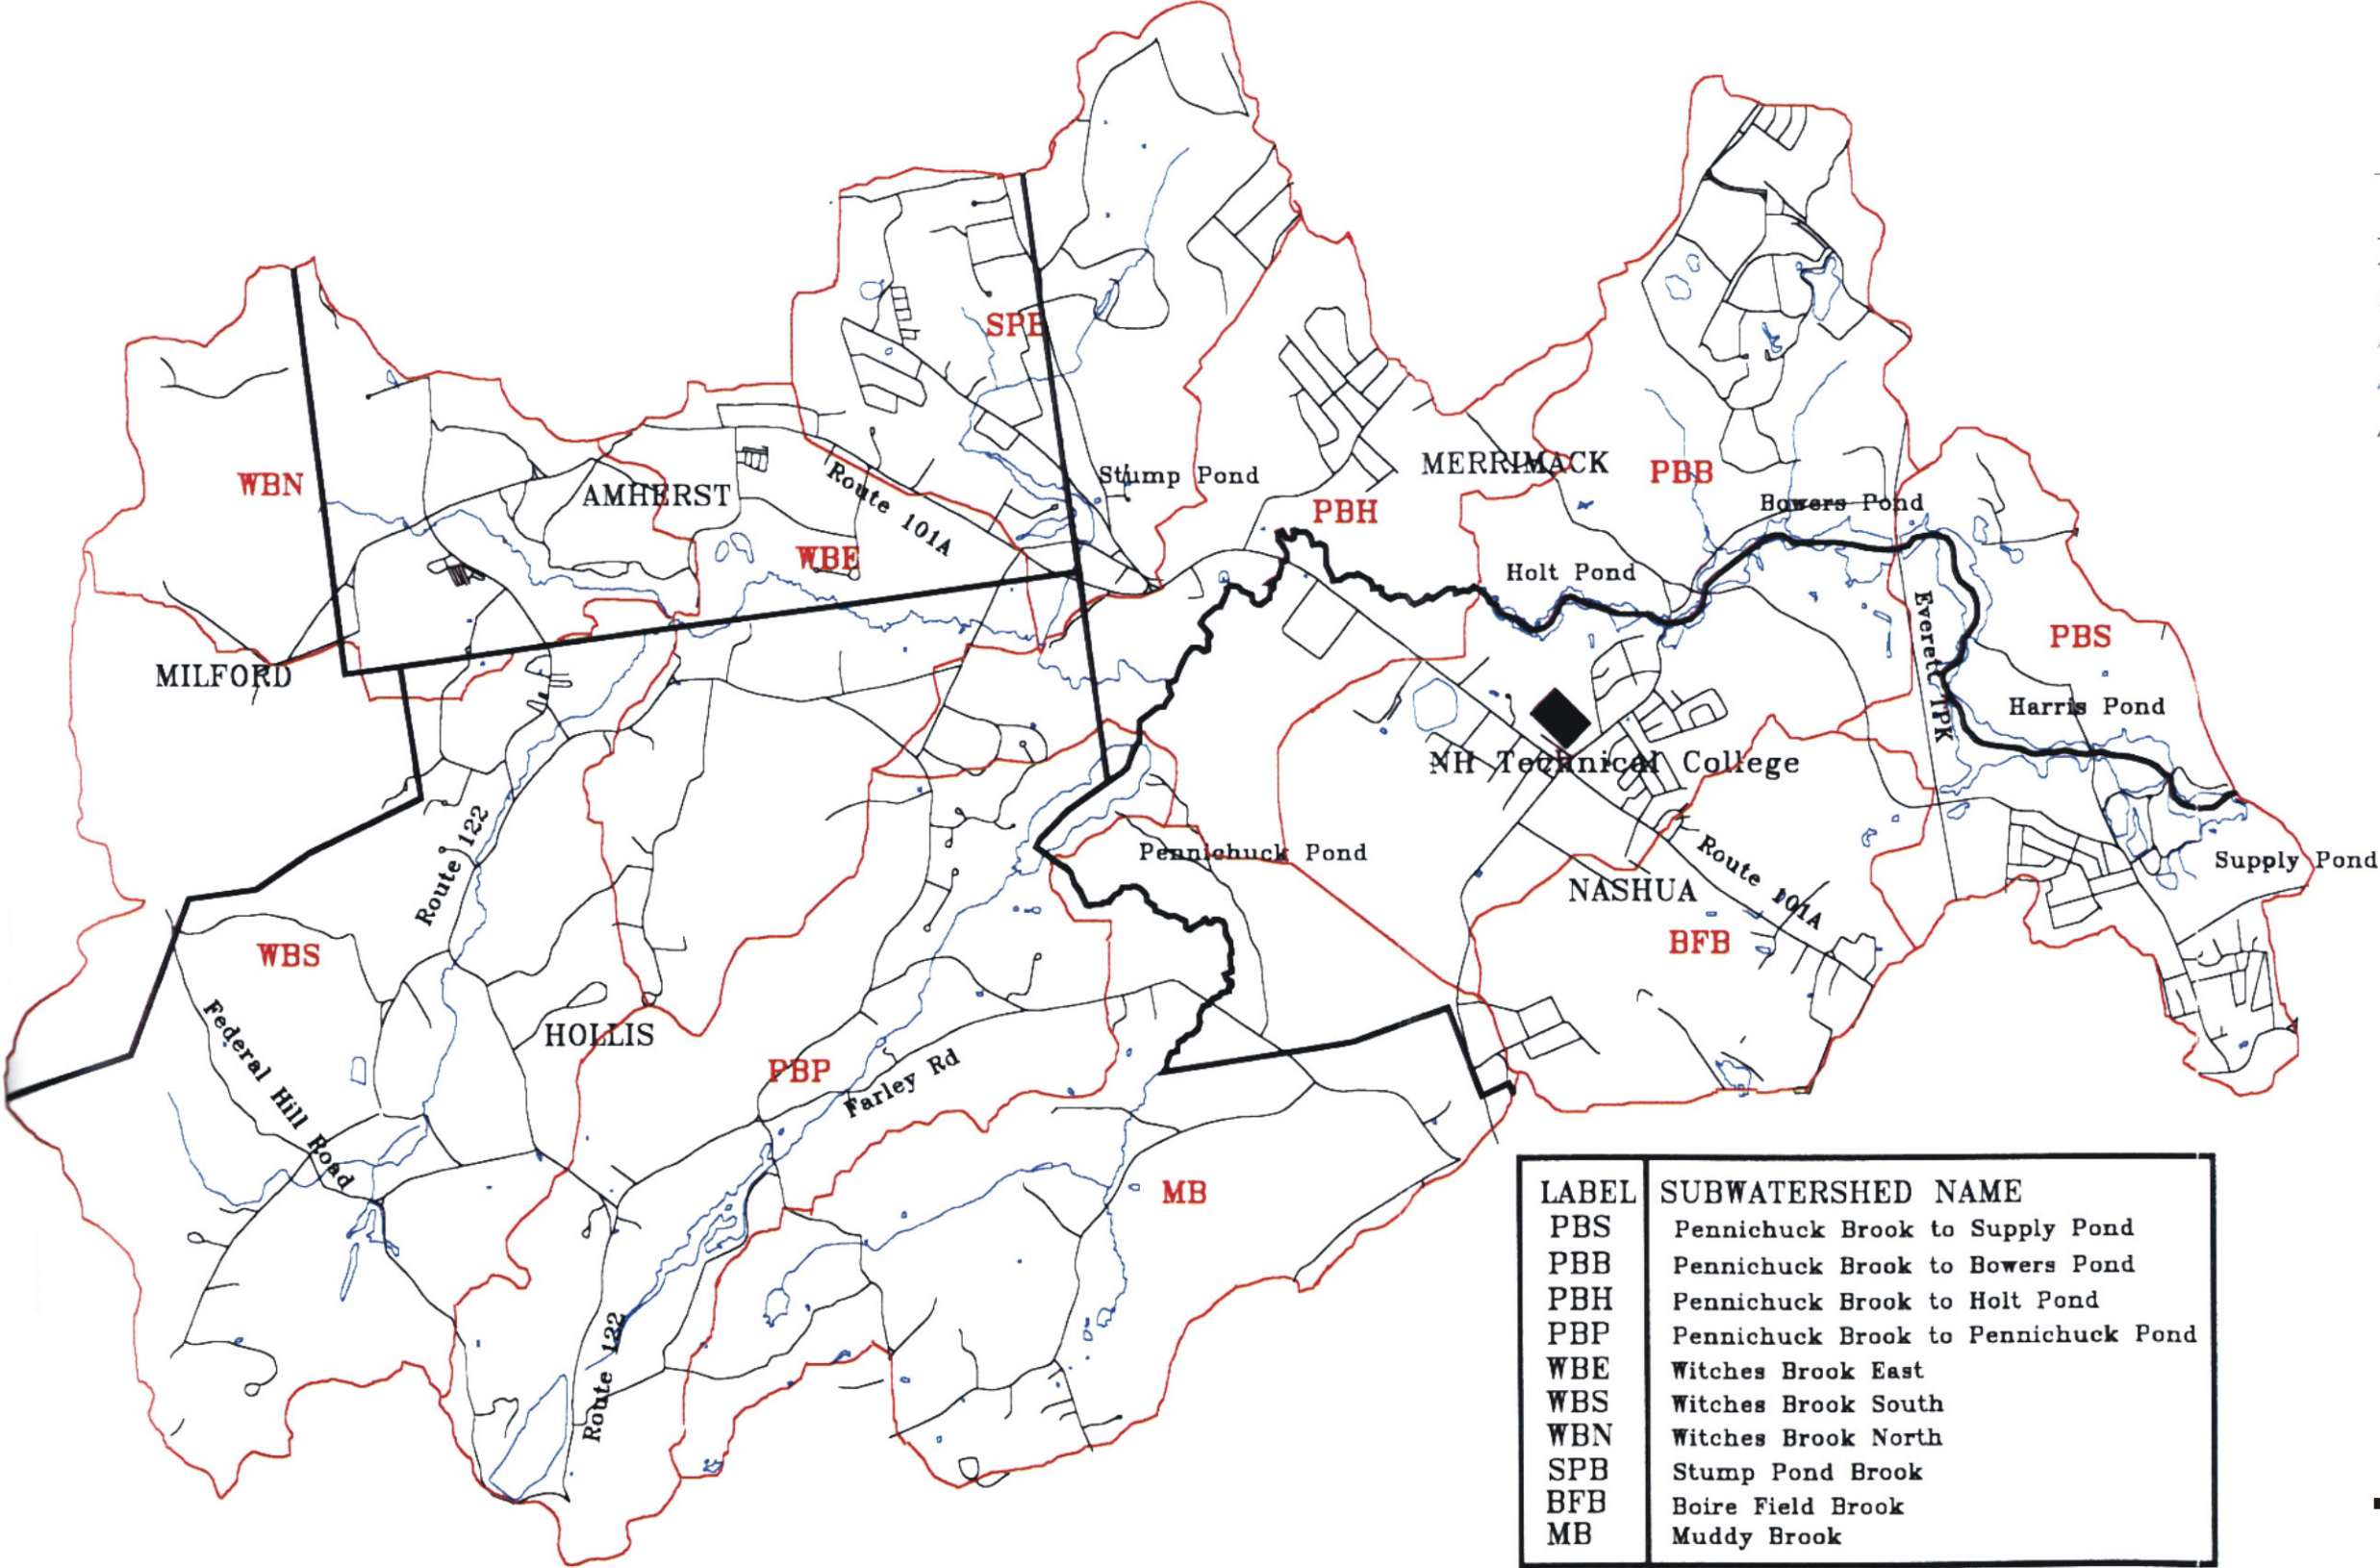 SPB
WBN
AMHERST
Route 101A
Stump Pond
MERRIMACK
PBB
Bowers Pond
PBH
WBE
Holt Pond
Everett TPK
PBS
MILFORD
Harris Pond
NH Technical College
Route 122
Pennichuck Pond
Route 101A
Supply Pond
NASHUA
BFB
WBS
Federal Hill Road
HOLLIS
PBP
Farley Rd
MB
Route 122
LABEL SUBWATERSHED NAME
PBS Pennichuck Brook to Supply Pond
PBB Pennichuck Brook to Bowers Pond
PBH Pennichuck Brook to Holt Pond
PBP Pennichuck Brook to Pennichuck Pond
WBE Witches Brook East
WBS Witches Brook South
WBN Witches Brook North
SPB Stump Pond Brook
BFB Boire Field Brook
MB Muddy Brook